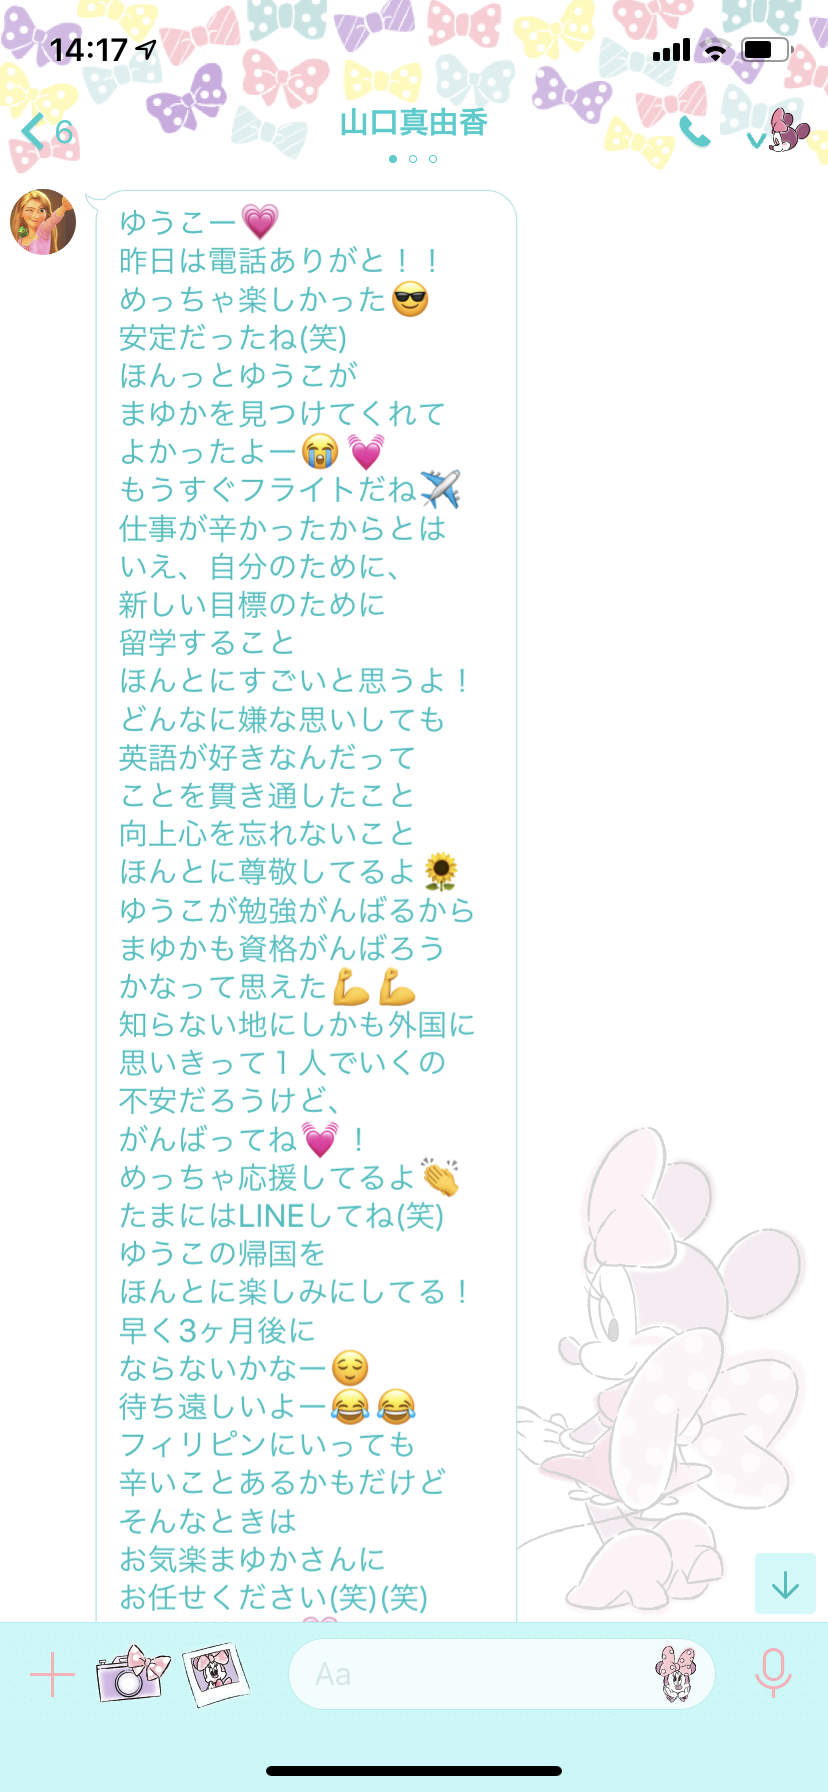 14:17
6
山口真由香
ゆうこー💗
昨日は電話ありがと！！
めっちゃ楽しかった😎
安定だったね(笑)
ほんっとゆうこが
まゆかを見つけてくれて
よかったよー😭💓
もうすぐフライトだね✈️
仕事が辛かったからとは
いえ、自分のために、
新しい目標のために
留学すること
ほんとにすごいと思うよ！
どんなに嫌な思いしても
英語が好きなんだって
ことを貫き通したこと
向上心を忘れないこと
ほんとに尊敬してるよ🌻
ゆうこが勉強がんばるから
まゆかも資格がんばろう
かなって思えた💪💪
知らない地にしかも外国に
思いきって１人でいくの
不安だろうけど、
がんばってね💓！
めっちゃ応援してるよ👏
たまにはLINEしてね(笑)
ゆうこの帰国を
ほんとに楽しみにしてる！
早く3ヶ月後に
ならないかなー😌
待ち遠しいよー😂😂
フィリピンにいっても
辛いことあるかもだけど
そんなときは
お気楽まゆかさんに
お任せください(笑)(笑)
Aa